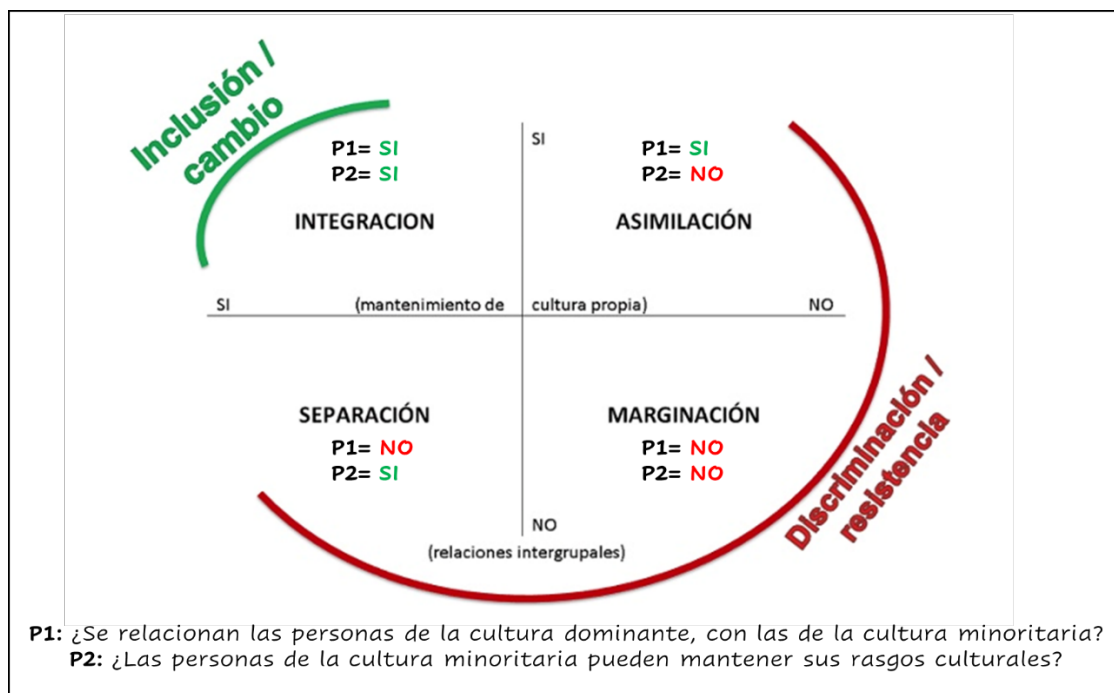 Inclusión /
cambio
P1= SI
P2= SI
INTEGRACION
SI
P1= SI
P2= NO
ASIMILACIÓN
SI
(mantenimiento de
cultura propia)
NO
SEPARACIÓN
P1= NO
P2= SI
MARGINACIÓN
P1= NO
P2= NO
NO
(relaciones intergrupales)
Discriminación /
resistencia
P1: ¿Se relacionan las personas de la cultura dominante, con las de la cultura minoritaria?
P2: ¿Las personas de la cultura minoritaria pueden mantener sus rasgos culturales?